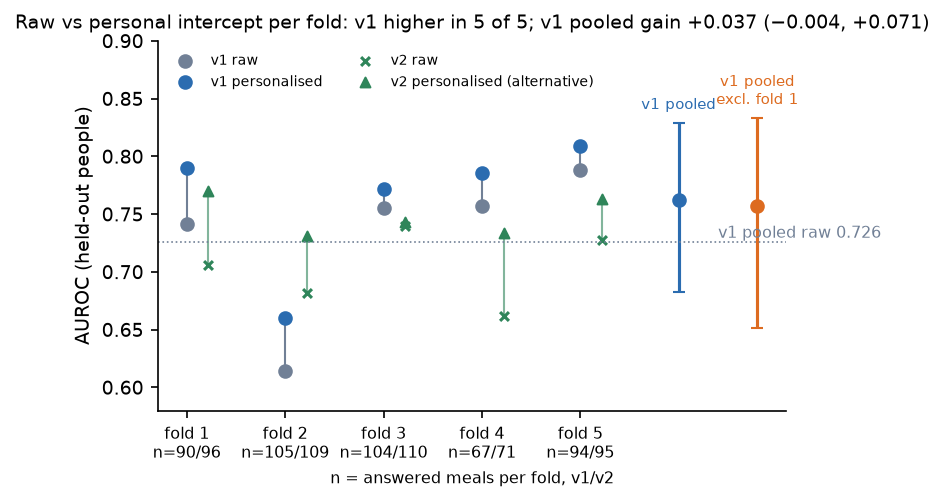 Raw vs personal intercept per fold: v1 higher in 5 of 5; v1 pooled gain +0.037 (−0.004, +0.071)
v1 raw
v1 personalised
v2 raw
v2 personalised (alternative)
v1 pooled
v1 pooled
excl. fold 1
v1 pooled raw 0.726
AUROC (held-out people)
0.90
0.85
0.80
0.75
0.70
0.65
0.60
fold 1
n=90/96
fold 2
n=105/109
fold 3
n=104/110
fold 4
n=67/71
fold 5
n=94/95
n = answered meals per fold, v1/v2